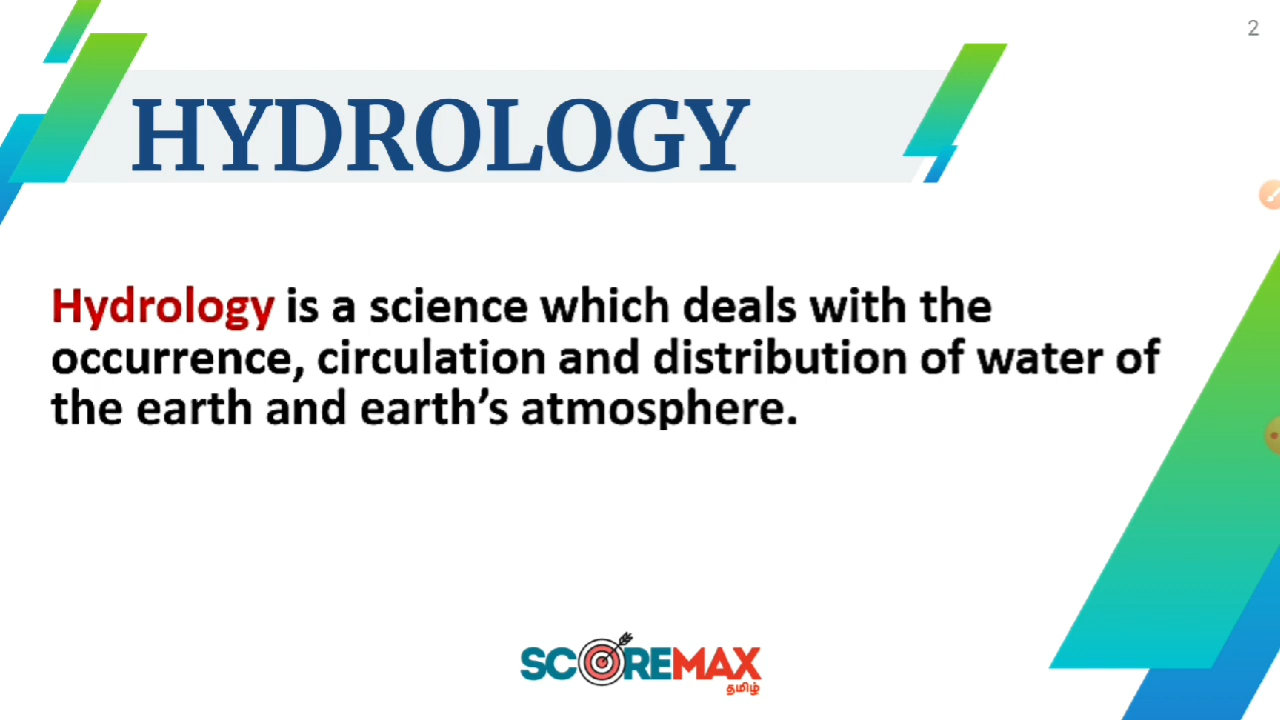 2
HYDROLOGY
Hydrology is a science which deals with the
occurrence, circulation and distribution of water of
the earth and earth's atmosphere.
SCOREMAX
தமிழ்